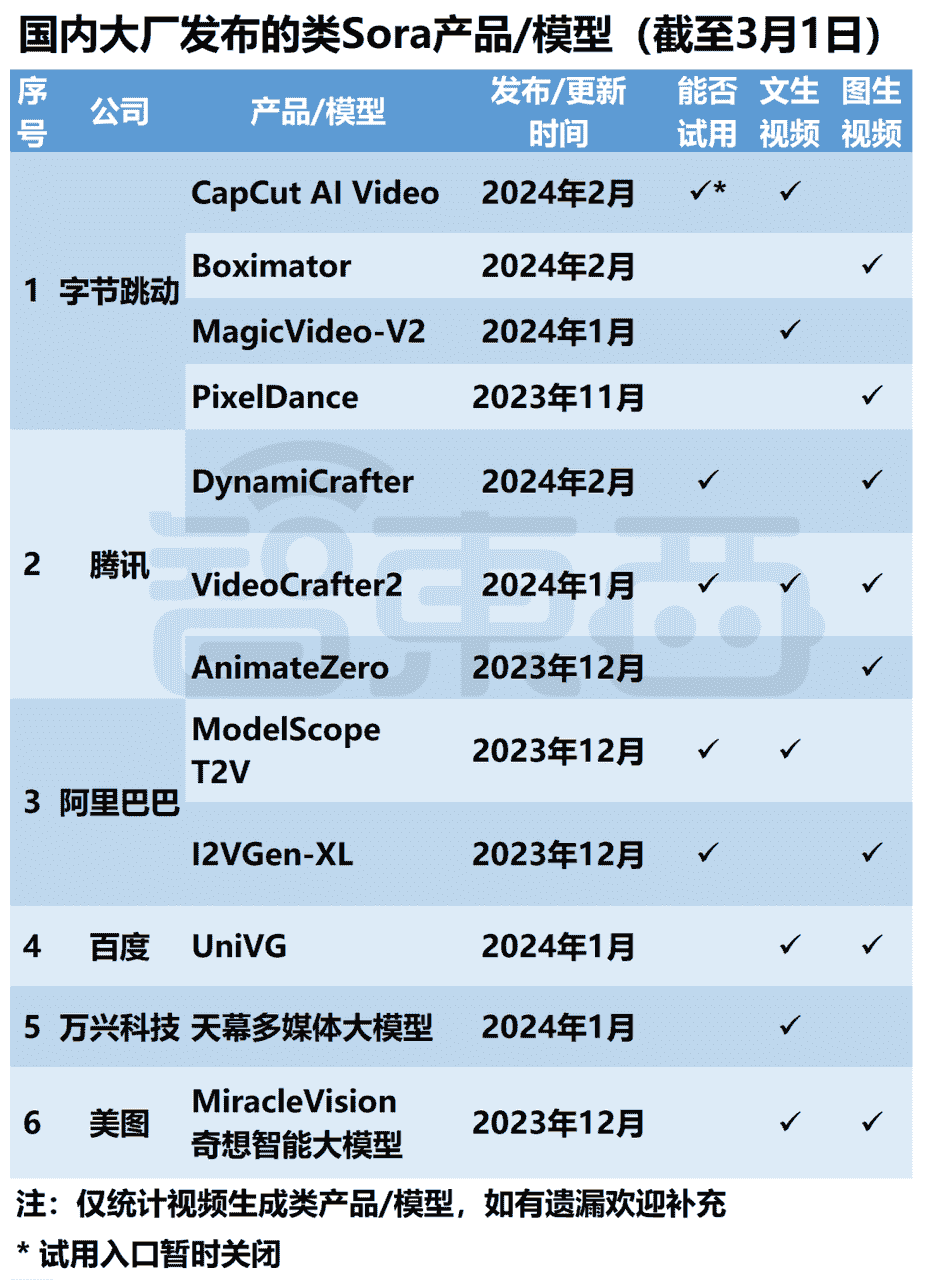 国内大厂发布的类Sora产品/模型（截至3月1日）
序号 公司 产品/模型 发布/更新时间 能否试用 文生视频 图生视频
1 字节跳动 CapCut AI Video 2024年2月 ✓* ✓
Boximator 2024年2月 ✓
MagicVideo-V2 2024年1月 ✓
PixelDance 2023年11月 ✓
2 腾讯 DynamiCrafter 2024年2月 ✓ ✓
VideoCrafter2 2024年1月 ✓ ✓ ✓
AnimateZero 2023年12月 ✓
3 阿里巴巴 ModelScope T2V 2023年12月 ✓ ✓
I2VGen-XL 2023年12月 ✓ ✓
4 百度 UniVG 2024年1月 ✓ ✓
5 万兴科技 天幕多媒体大模型 2024年1月 ✓
6 美图 MiracleVision 奇想智能大模型 2023年12月 ✓ ✓
智東西
注：仅统计视频生成类产品/模型，如有遗漏欢迎补充
* 试用入口暂时关闭